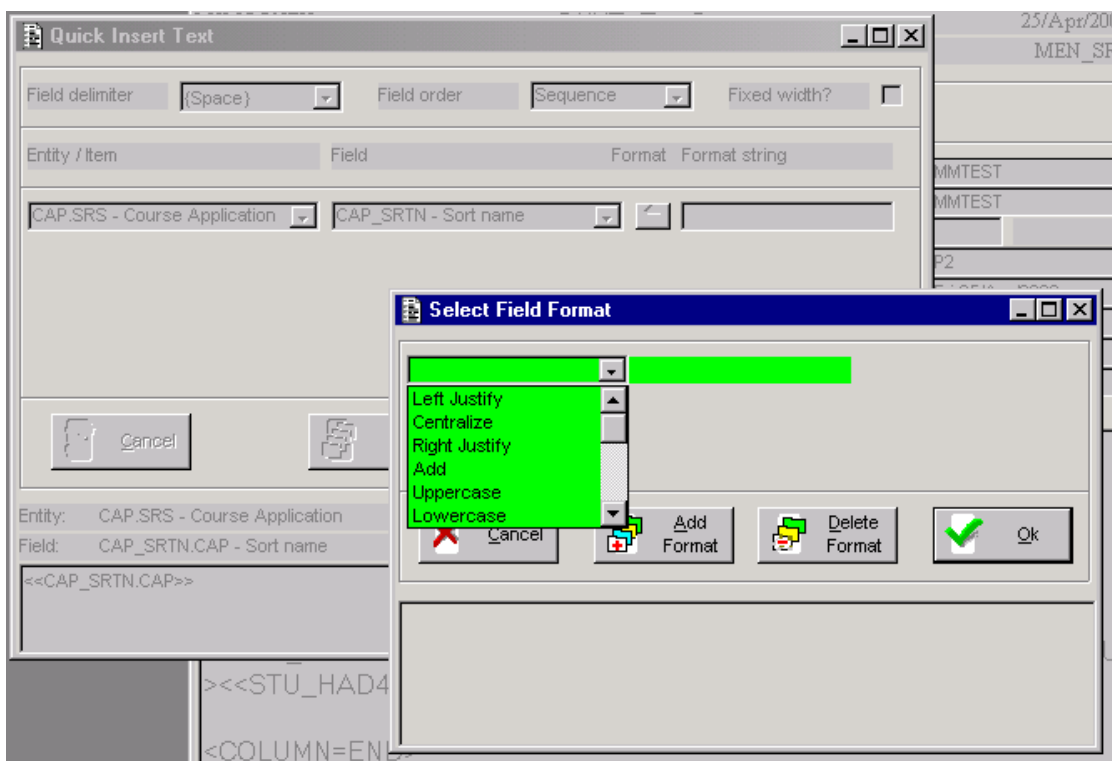 25/Apr/20
Quick Insert Text
MEN_SR
Field delimiter {Space} Field order Sequence Fixed width?
Entity / Item Field Format Format string
MMTEST
CAP.SRS - Course Application CAP_SRTN - Sort name
MMTEST
P2
Select Field Format
Left Justify
Centralize
Right Justify
Add
Uppercase
Lowercase
Cancel
Cancel
Add Format
Delete Format
Ok
Entity: CAP.SRS - Course Application
Field: CAP_SRTN.CAP - Sort name
<<CAP_SRTN.CAP>>
><<STU_HAD4
<COLUMN=END>